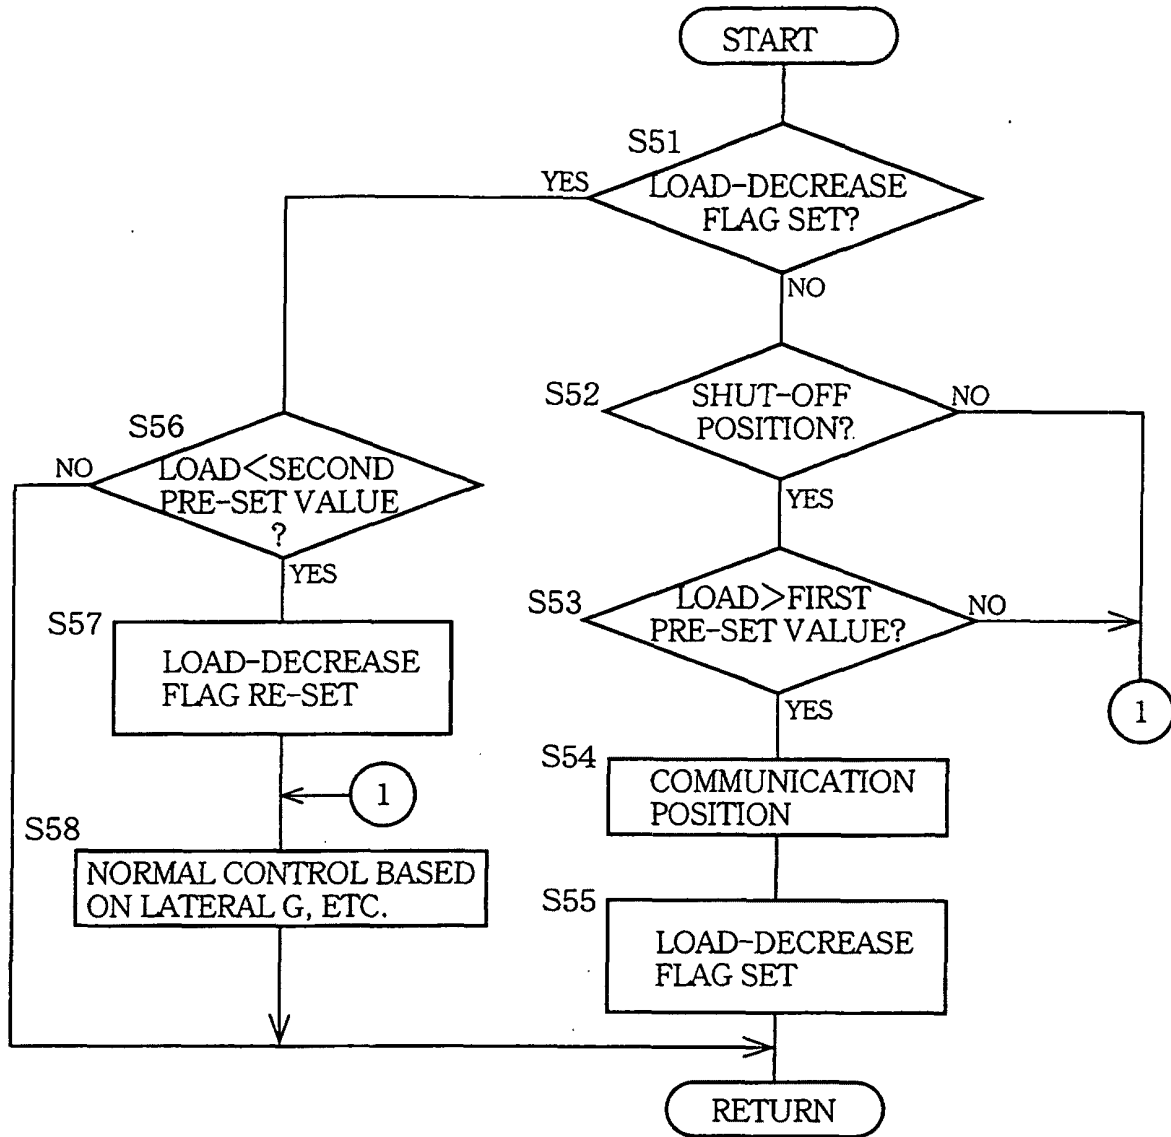 START
S51
YES
LOAD-DECREASE
FLAG SET?
NO
S52
SHUT-OFF
POSITION?
NO
YES
S56
NO
LOAD<SECOND
PRE-SET VALUE
?
YES
S53
LOAD>FIRST
PRE-SET VALUE?
NO
YES
1
S57
LOAD-DECREASE
FLAG RE-SET
1
S54
COMMUNICATION
POSITION
S58
NORMAL CONTROL BASED
ON LATERAL G, ETC.
S55
LOAD-DECREASE
FLAG SET
RETURN